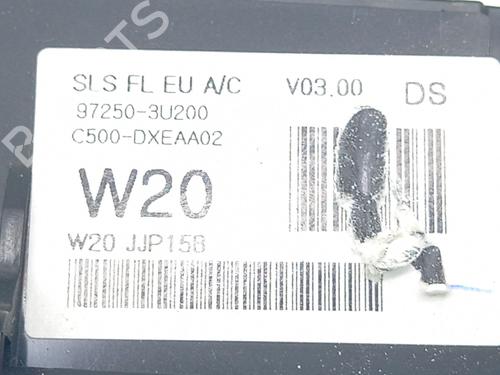 SLS FL EU A/C V03.00 DS
97250-3U200
C500-DXEAA02
W20
W20 JJP158